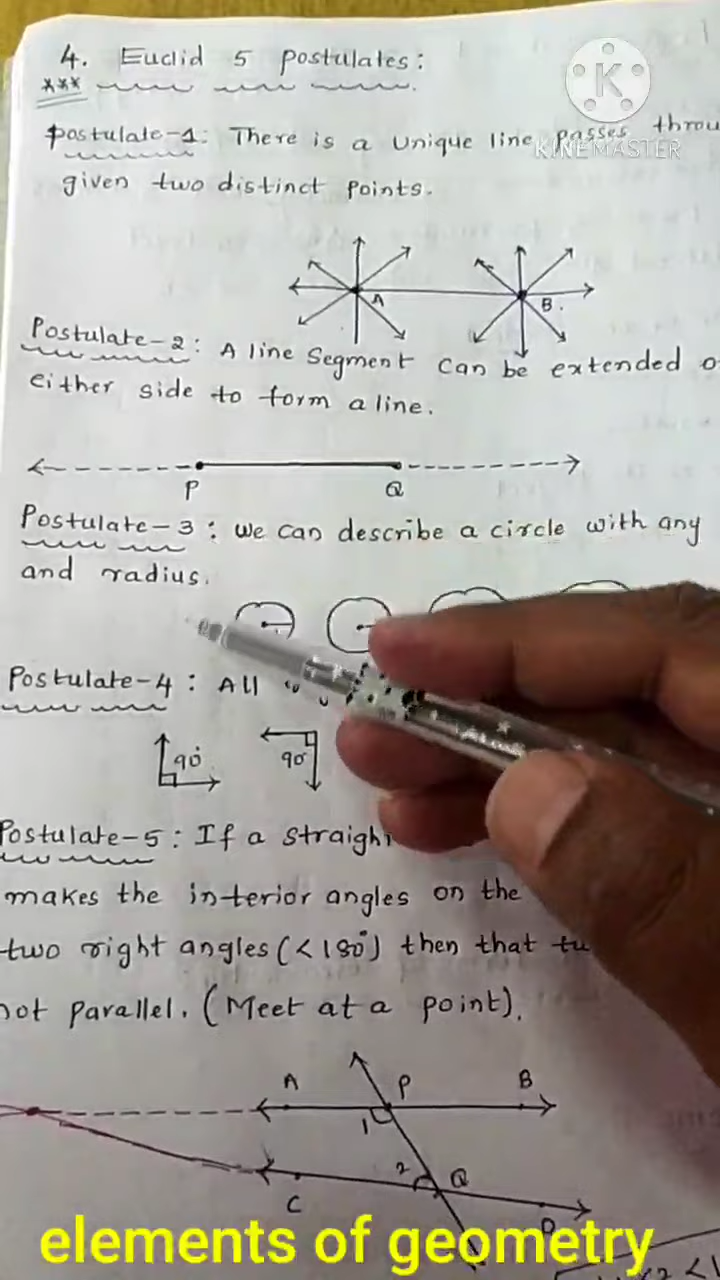 4. Euclid 5 postulates:
***
K
KINEMASTER
postulate-1: There is a unique line passes throu
given two distinct points.
A B.
Postulate-2: A line segment can be extended o
either side to form a line.
P Q
Postulate-3: we can describe a circle with any
and radius.
Postulate-4: All
90° 90°
Postulate-5: If a straigh
makes the interior angles on the
two right angles (<180°) then that
not parallel. (Meet at a point).
A P B
1
2 Q
C D
elements of geometry